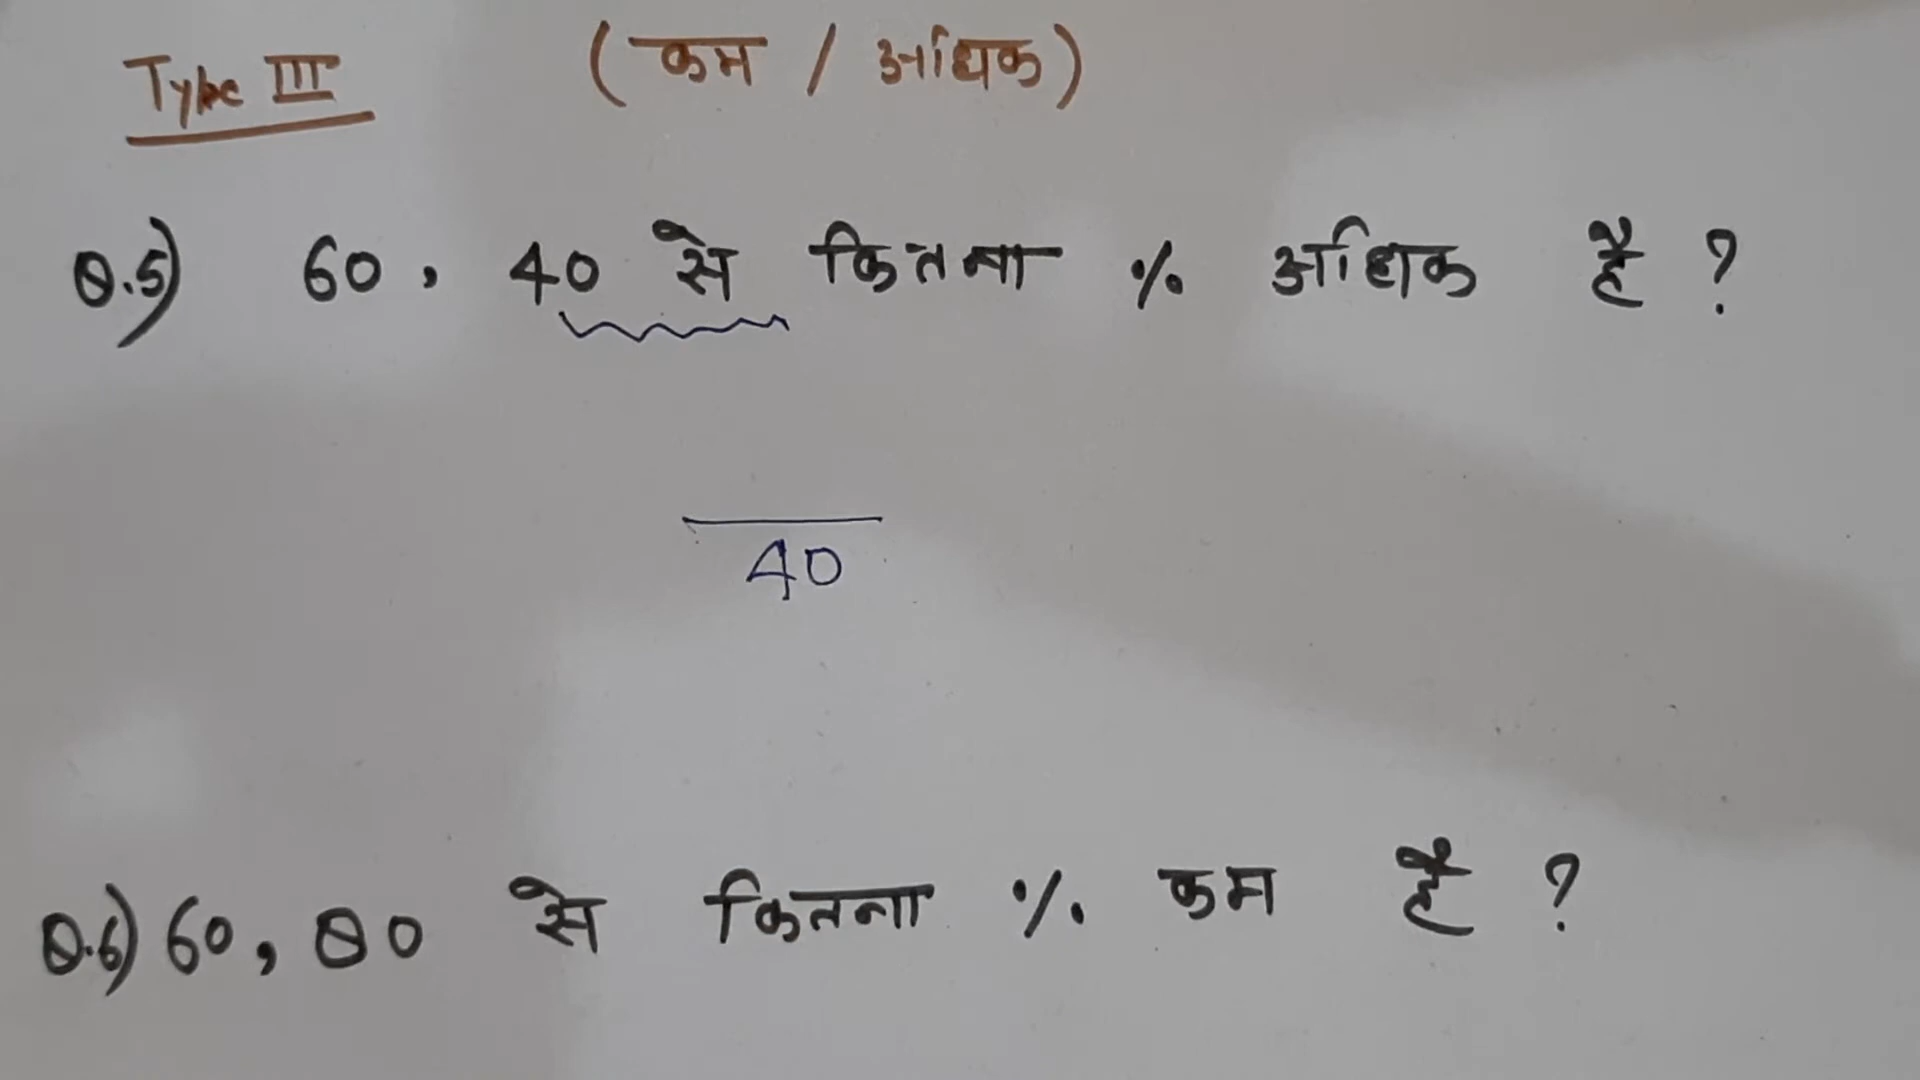 Type III (कम / अधिक)
Q.5) 60, 40 से कितना % अधिक है ?
40
Q.6) 60, 80 से कितना % कम है ?